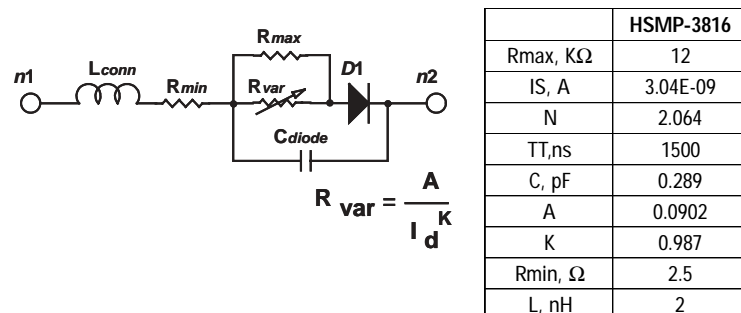 n1
Lconn
Rmin
Rmax
Rvar
D1
n2
Cdiode
R var = A / I d K
HSMP-3816
Rmax, KΩ 12
IS, A 3.04E-09
N 2.064
TT,ns 1500
C, pF 0.289
A 0.0902
K 0.987
Rmin, Ω 2.5
L, nH 2